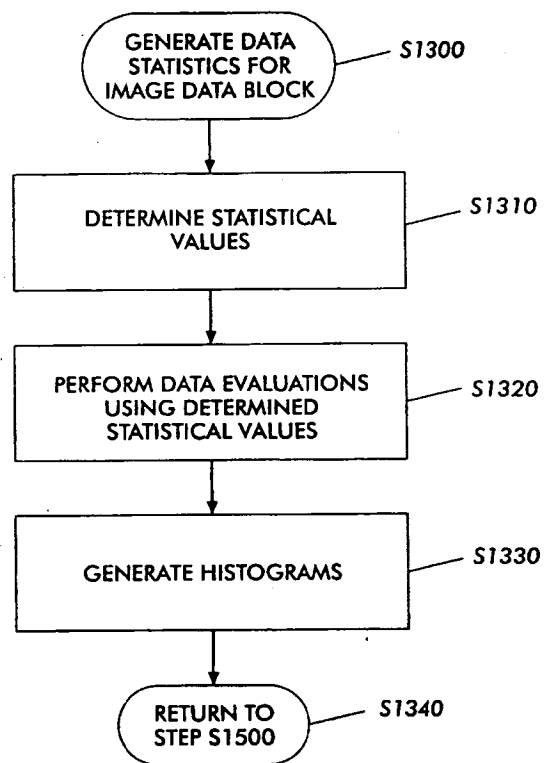 GENERATE DATA
STATISTICS FOR
IMAGE DATA BLOCK
S1300
DETERMINE STATISTICAL
VALUES
S1310
PERFORM DATA EVALUATIONS
USING DETERMINED
STATISTICAL VALUES
S1320
GENERATE HISTOGRAMS
S1330
RETURN TO
STEP S1500
S1340